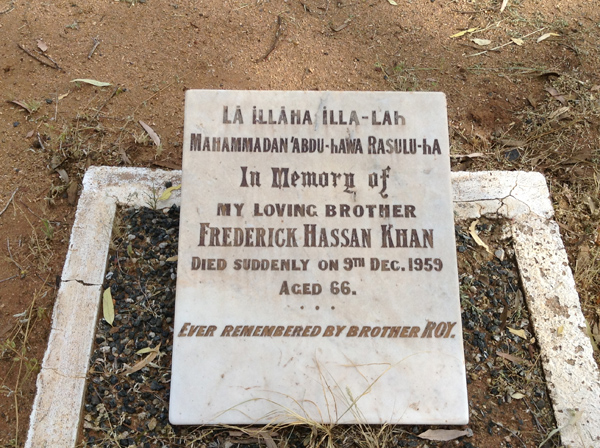 LĀ ILLĀHA ILLA-LAH
MAHAMMADAN 'ABDU-HAWA RASULU-HA
In Memory of
MY LOVING BROTHER
FREDERICK HASSAN KHAN
DIED SUDDENLY ON 9TH DEC. 1959
AGED 66.
EVER REMEMBERED BY BROTHER ROY.